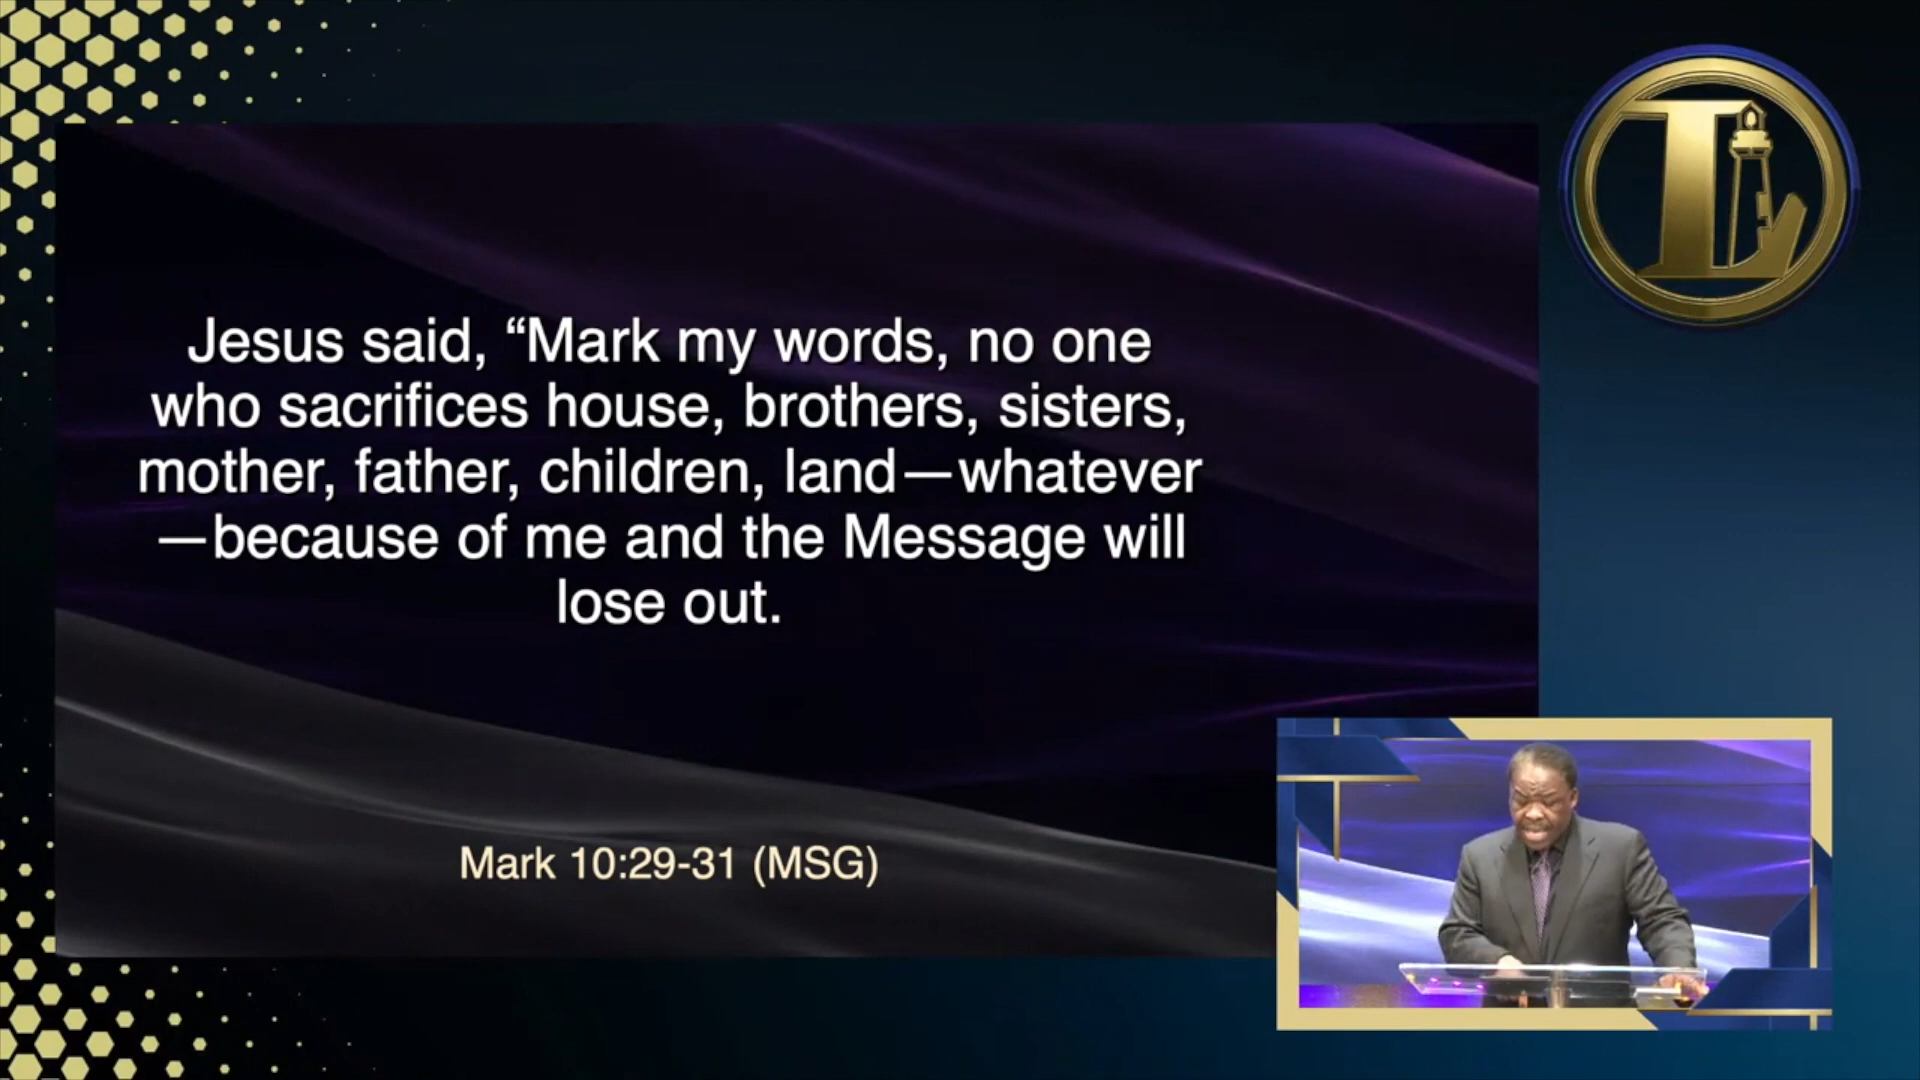 Jesus said, “Mark my words, no one
who sacrifices house, brothers, sisters,
mother, father, children, land—whatever
—because of me and the Message will
lose out.
Mark 10:29-31 (MSG)
L